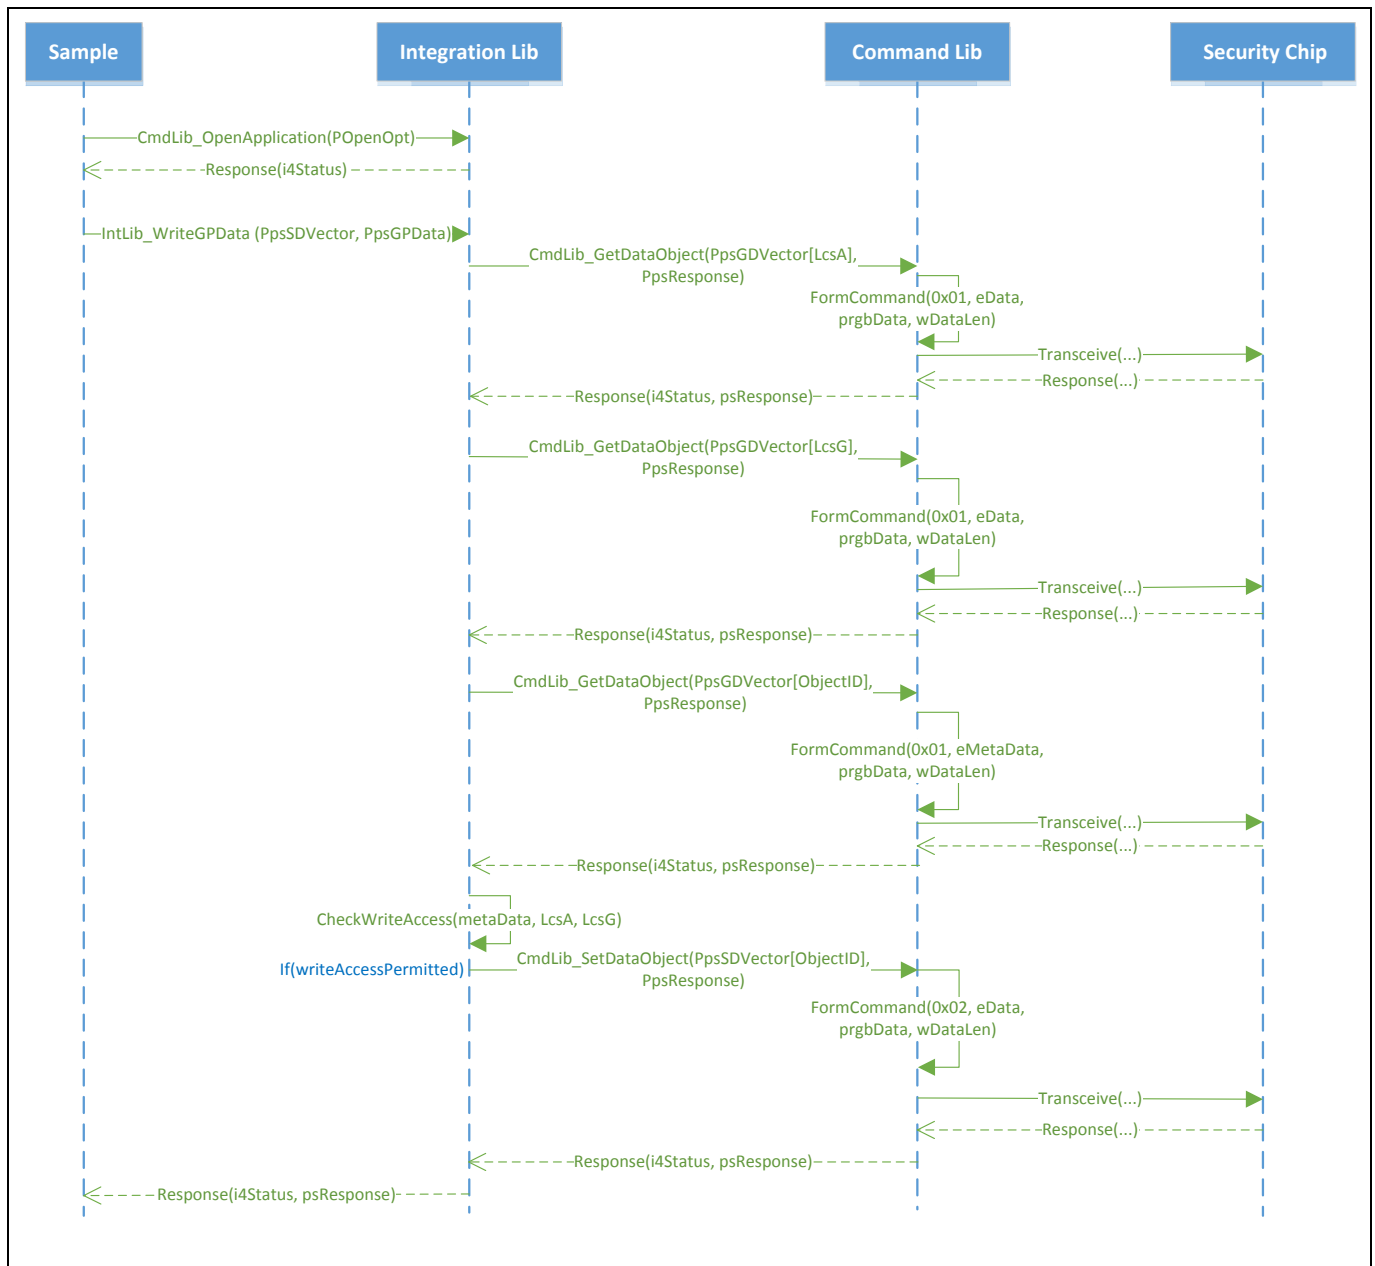 Sample
Integration Lib
Command Lib
Security Chip
CmdLib_OpenApplication(POpenOpt)
Response(i4Status)
IntLib_WriteGPData (PpsSDVector, PpsGPData)
CmdLib_GetDataObject(PpsGDVector[LcsA],
PpsResponse)
FormCommand(0x01, eData,
prgbData, wDataLen)
Transceive(...)
Response(...)
Response(i4Status, psResponse)
CmdLib_GetDataObject(PpsGDVector[LcsG],
PpsResponse)
FormCommand(0x01, eData,
prgbData, wDataLen)
Transceive(...)
Response(...)
Response(i4Status, psResponse)
CmdLib_GetDataObject(PpsGDVector[ObjectID],
PpsResponse)
FormCommand(0x01, eMetaData,
prgbData, wDataLen)
Transceive(...)
Response(...)
Response(i4Status, psResponse)
CheckWriteAccess(metaData, LcsA, LcsG)
If(writeAccessPermitted)
CmdLib_SetDataObject(PpsSDVector[ObjectID],
PpsResponse)
FormCommand(0x02, eData,
prgbData, wDataLen)
Transceive(...)
Response(...)
Response(i4Status, psResponse)
Response(i4Status, psResponse)